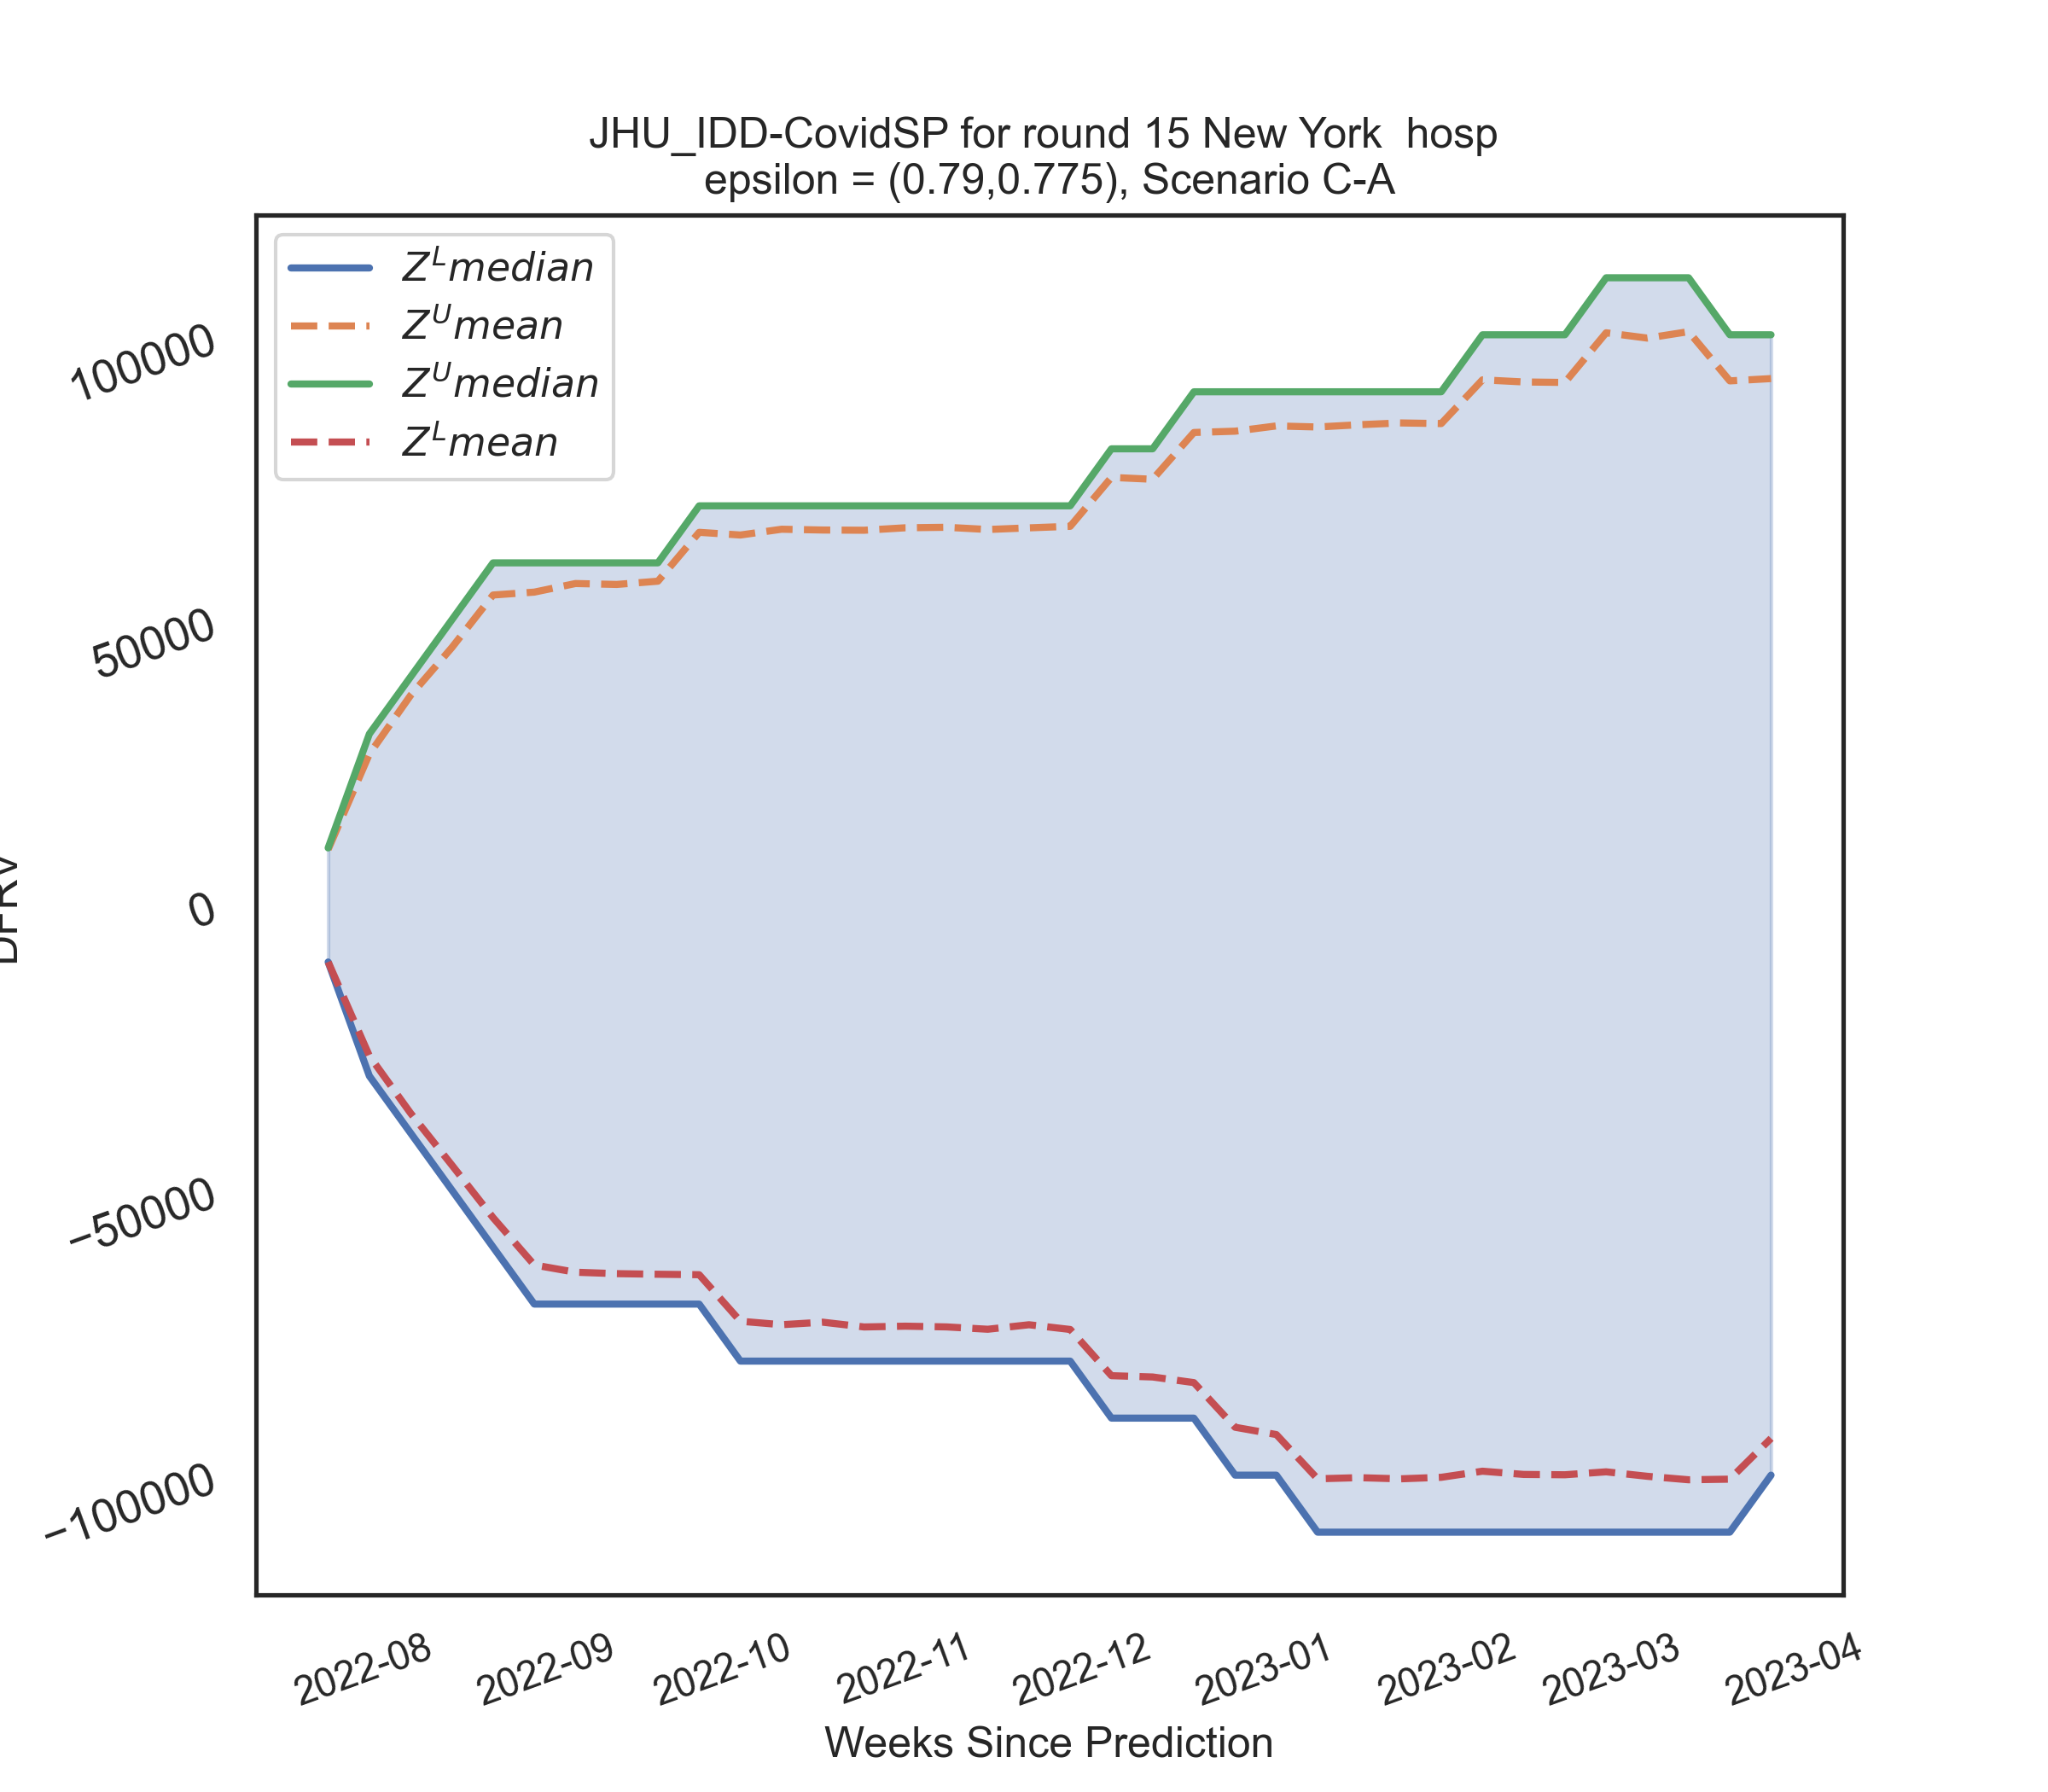 JHU_IDD-CovidSP for round 15 New York  hosp
epsilon = (0.79,0.775), Scenario C-A
Z^L median
Z^U mean
Z^U median
Z^L mean
100000
50000
0
−50000
−100000
2022-08
2022-09
2022-10
2022-11
2022-12
2023-01
2023-02
2023-03
2023-04
Weeks Since Prediction